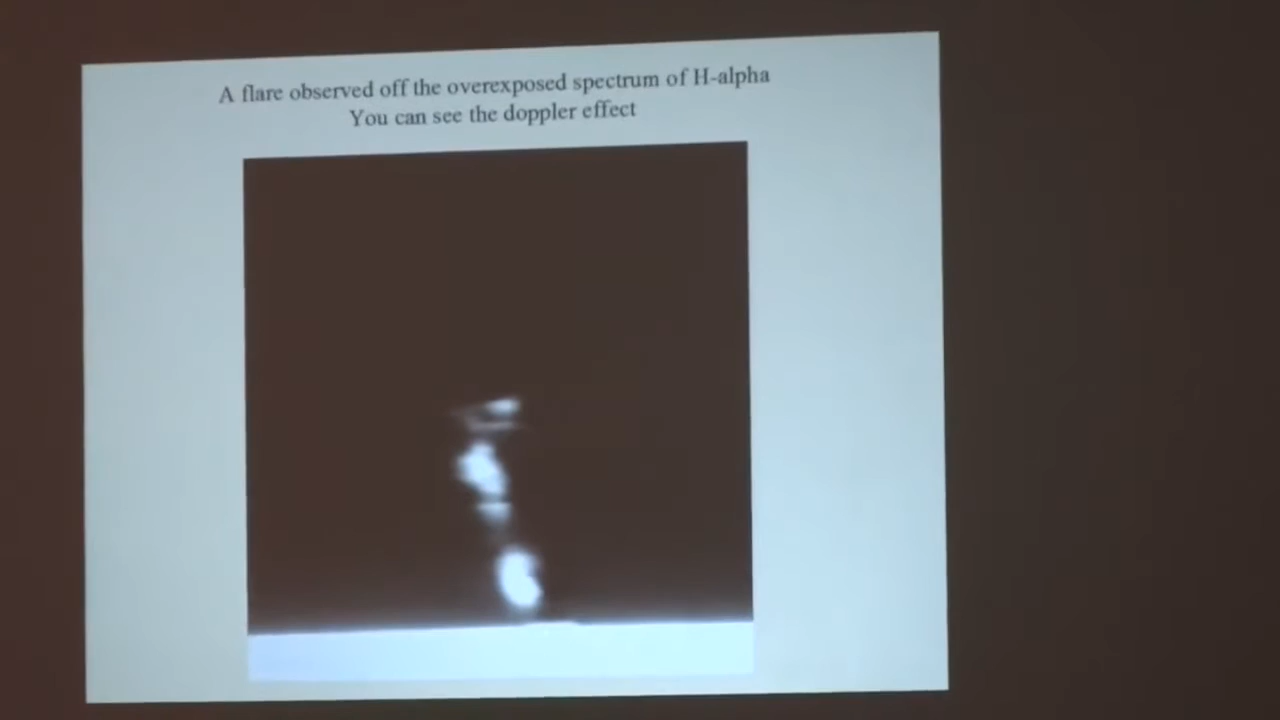 A flare observed off the overexposed spectrum of H-alpha
You can see the doppler effect